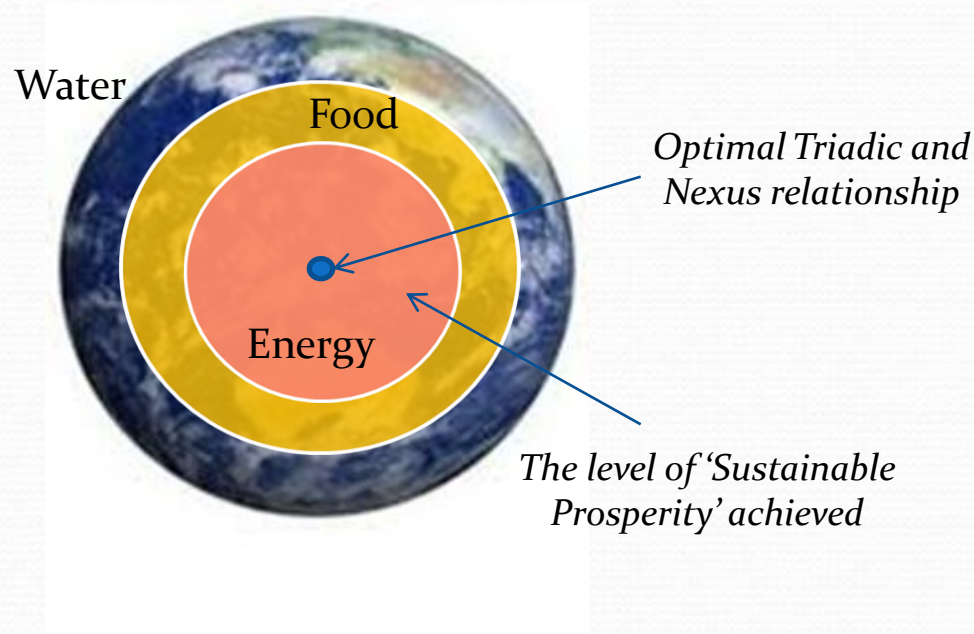 Water
Food
Optimal Triadic and
Nexus relationship
Energy
The level of ‘Sustainable
Prosperity’ achieved